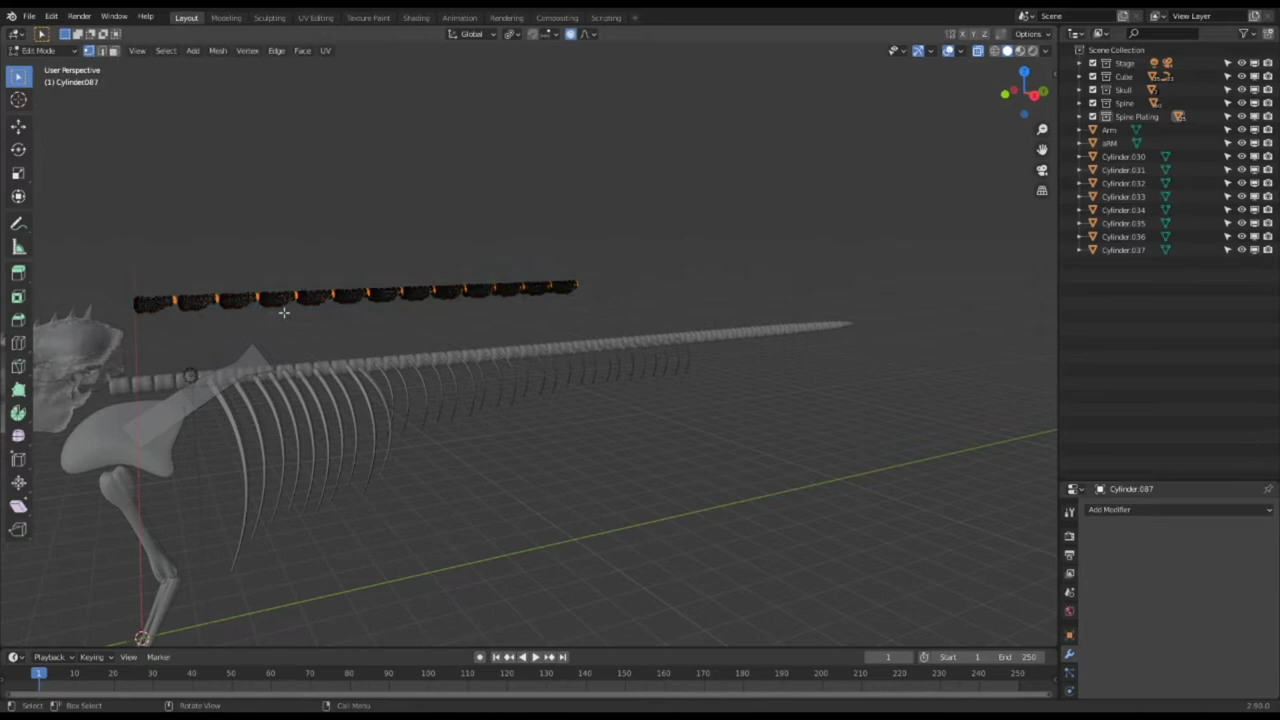 File Edit Render Window Help Layout Modeling Sculpting UV Editing Texture Paint Shading Animation Rendering Compositing Scripting + Scene View Layer
Global X Y Z Options
Edit Mode View Select Add Mesh Vertex Edge Face UV
User Perspective
(1) Cylinder.087
Z
Scene Collection
Stage
Cube
Skull
Spine
Spine Plating
Arm
aRM
Cylinder.030
Cylinder.031
Cylinder.032
Cylinder.033
Cylinder.034
Cylinder.035
Cylinder.036
Cylinder.037
Cylinder.087
Add Modifier
Playback Keying View Marker 1 Start 1 End 250
1 10 20 30 40 50 60 70 80 90 100 110 120 130 140 150 160 170 180 190 200 210 220 230 240 250
Select Box Select Rotate View Call Menu 2.90.0